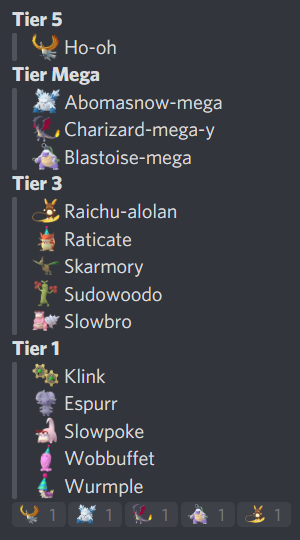 Tier 5
Ho-oh
Tier Mega
Abomasnow-mega
Charizard-mega-y
Blastoise-mega
Tier 3
Raichu-alolan
Raticate
Skarmory
Sudowoodo
Slowbro
Tier 1
Klink
Espurr
Slowpoke
Wobbuffet
Wurmple
1 1 1 1 1